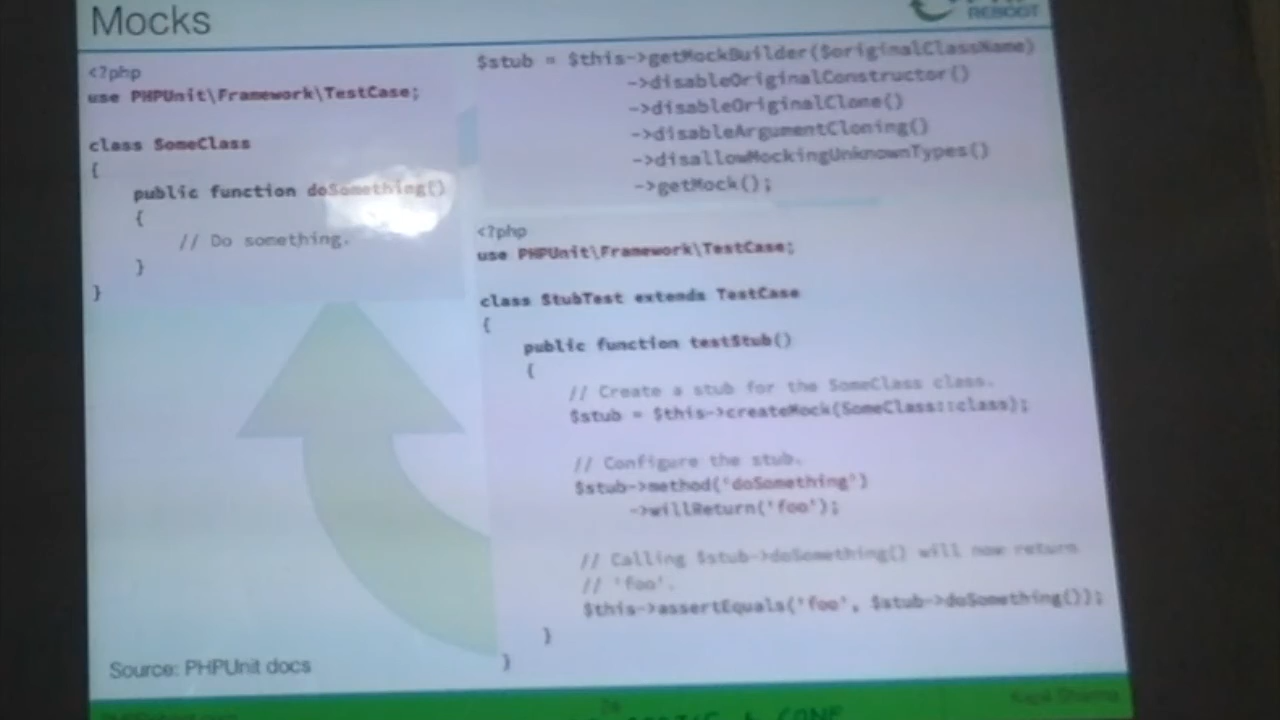 Mocks
REBOOT
<?php
use PHPUnit\Framework\TestCase;
class SomeClass
{
public function doSomething()
{
// Do something.
}
}
$stub = $this->getMockBuilder($originalClassName)
->disableOriginalConstructor()
->disableOriginalClone()
->disableArgumentCloning()
->disallowMockingUnknownTypes()
->getMock();
<?php
use PHPUnit\Framework\TestCase;
class StubTest extends TestCase
{
public function testStub()
{
// Create a stub for the SomeClass class.
$stub = $this->createMock(SomeClass::class);
// Configure the stub.
$stub->method('doSomething')
->willReturn('foo');
// Calling $stub->doSomething() will now return
// 'foo'.
$this->assertEquals('foo', $stub->doSomething());
}
}
Source: PHPUnit docs